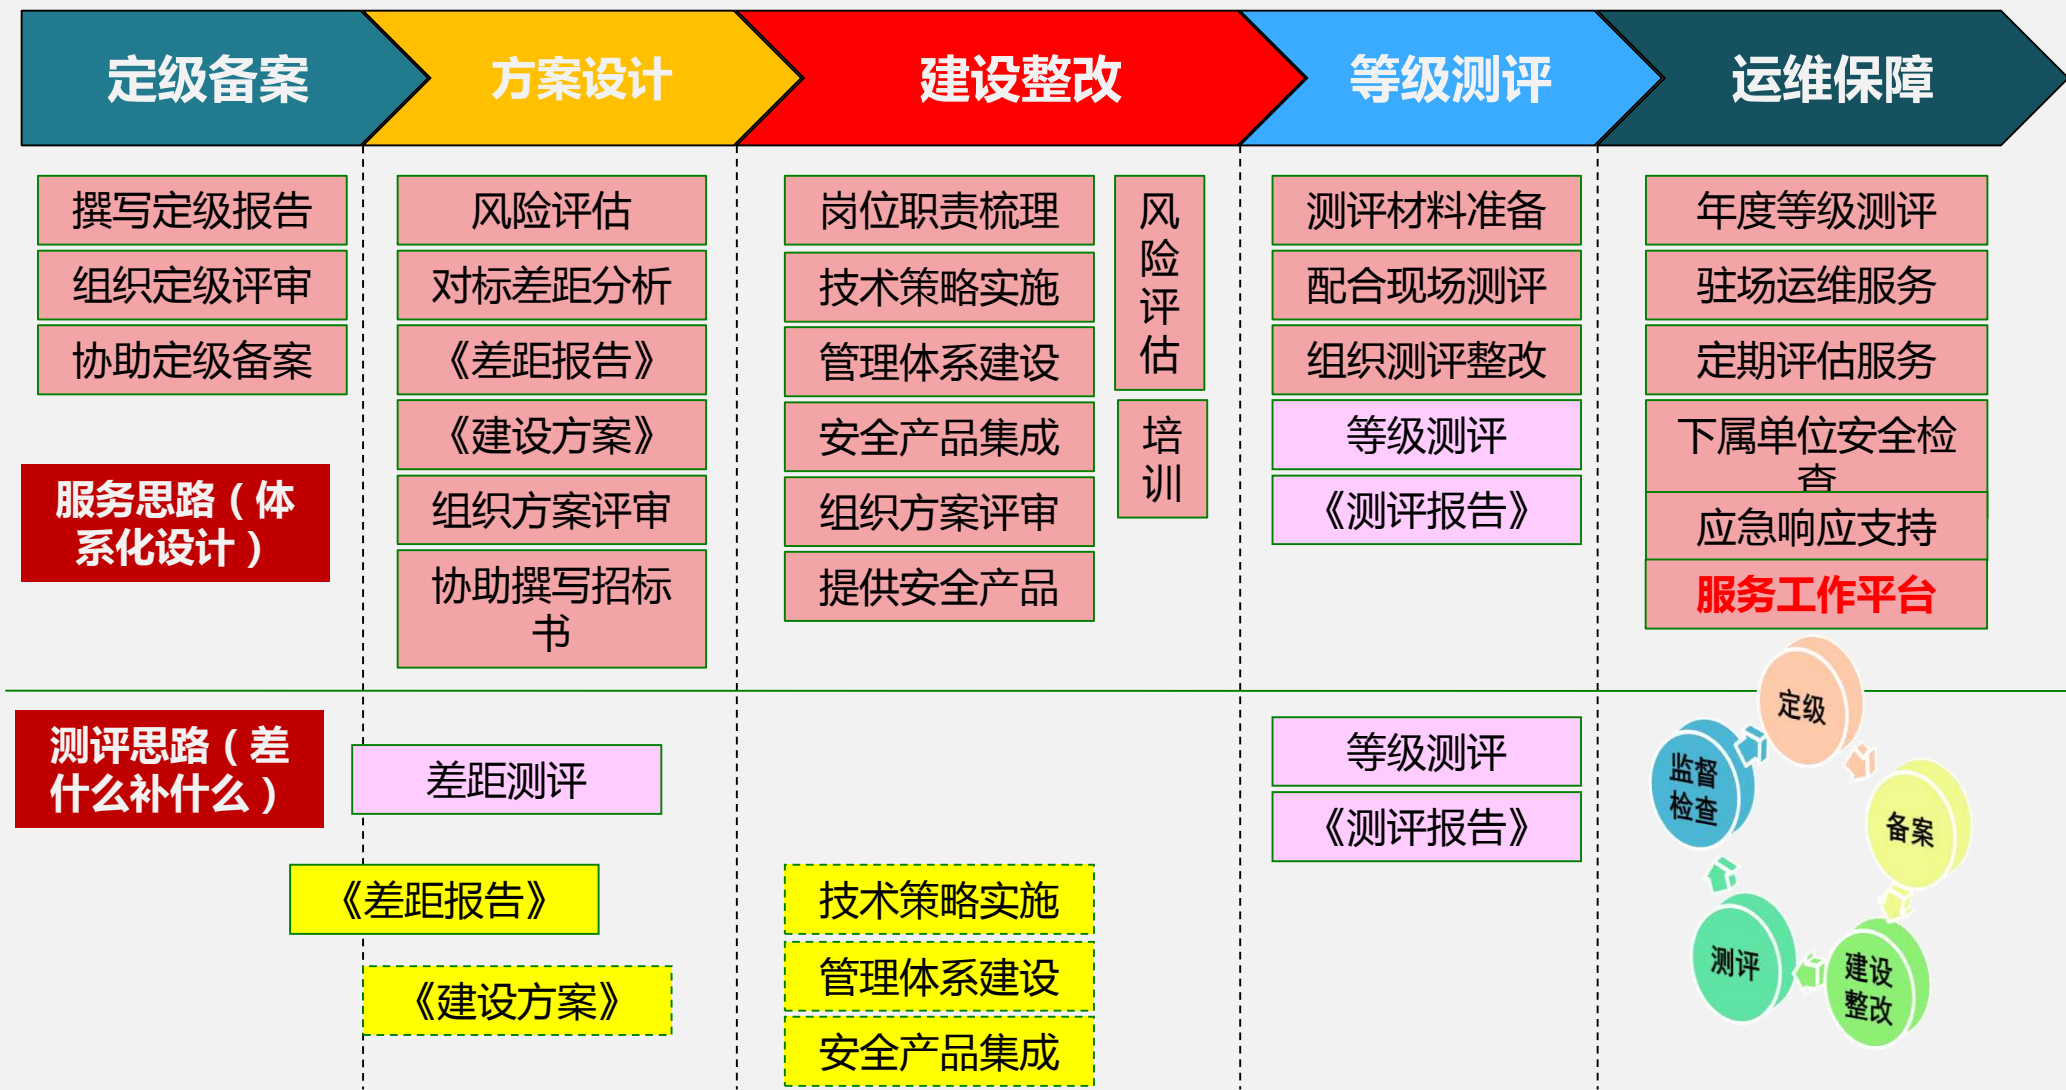 定级备案
方案设计
建设整改
等级测评
运维保障
撰写定级报告
组织定级评审
协助定级备案
服务思路（体
系化设计）
风险评估
对标差距分析
《差距报告》
《建设方案》
组织方案评审
协助撰写招标
书
岗位职责梳理
技术策略实施
管理体系建设
安全产品集成
组织方案评审
提供安全产品
风
险
评
估
培
训
测评材料准备
配合现场测评
组织测评整改
等级测评
《测评报告》
年度等级测评
驻场运维服务
定期评估服务
下属单位安全检
查
应急响应支持
服务工作平台
测评思路（差
什么补什么）
差距测评
《差距报告》
《建设方案》
技术策略实施
管理体系建设
安全产品集成
等级测评
《测评报告》
定级
备案
建设
整改
测评
监督
检查